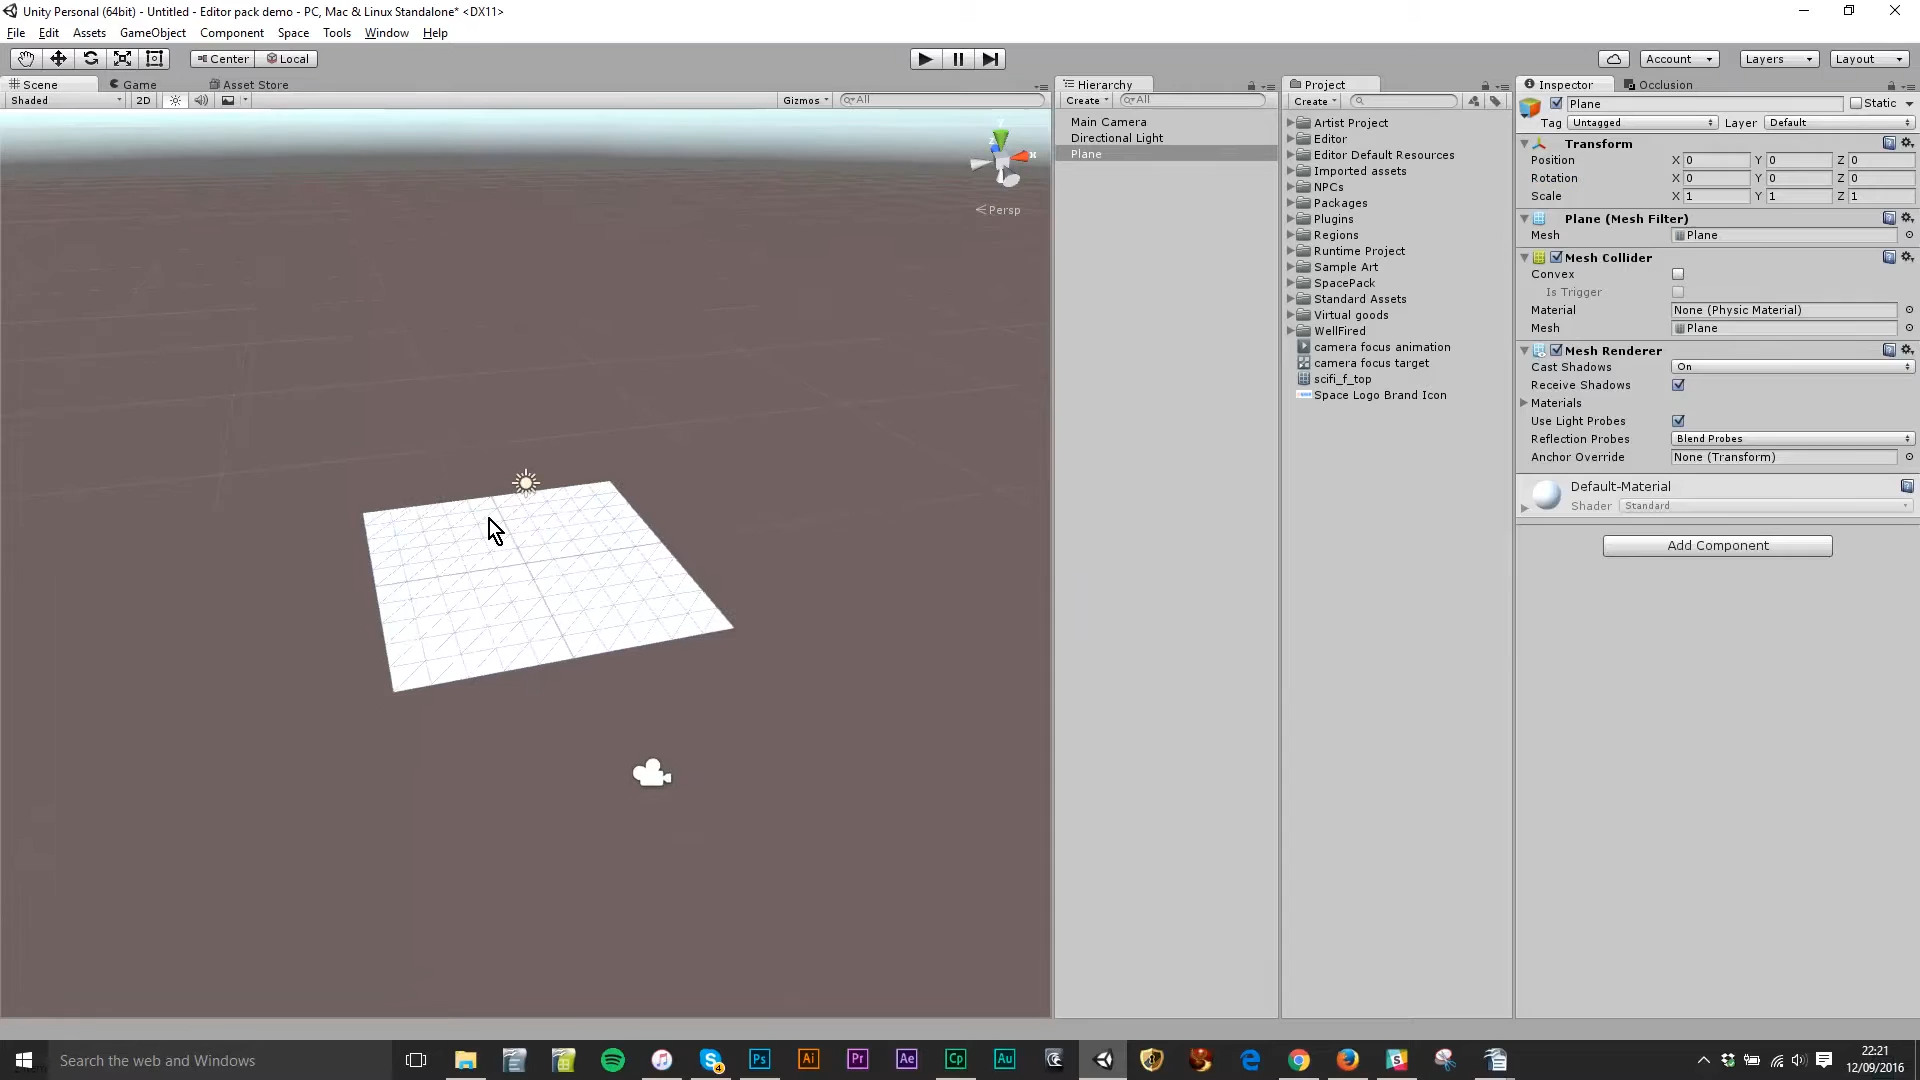 Unity Personal (64bit) - Untitled - Editor pack demo - PC, Mac & Linux Standalone* <DX11>
File Edit Assets GameObject Component Space Tools Window Help
Center Local Account Layers Layout
Scene Game Asset Store
Shaded 2D Gizmos All
Y
X
Z
Persp
Hierarchy
Create All
Main Camera
Directional Light
Plane
Project
Create
Artist Project
Editor
Editor Default Resources
Imported assets
NPCs
Packages
Plugins
Regions
Runtime Project
Sample Art
SpacePack
Standard Assets
Virtual goods
WellFired
camera focus animation
camera focus target
scifi_f_top
Space Logo Brand Icon
Inspector Occlusion
Plane Static
Tag Untagged Layer Default
Transform
Position X 0 Y 0 Z 0
Rotation X 0 Y 0 Z 0
Scale X 1 Y 1 Z 1
Plane (Mesh Filter)
Mesh Plane
Mesh Collider
Convex
Is Trigger
Material None (Physic Material)
Mesh Plane
Mesh Renderer
Cast Shadows On
Receive Shadows
Materials
Use Light Probes
Reflection Probes Blend Probes
Anchor Override None (Transform)
Default-Material
Shader Standard
Add Component
Search the web and Windows
4 Ps Ai Pr Ae Cp Au
22:21
12/09/2016